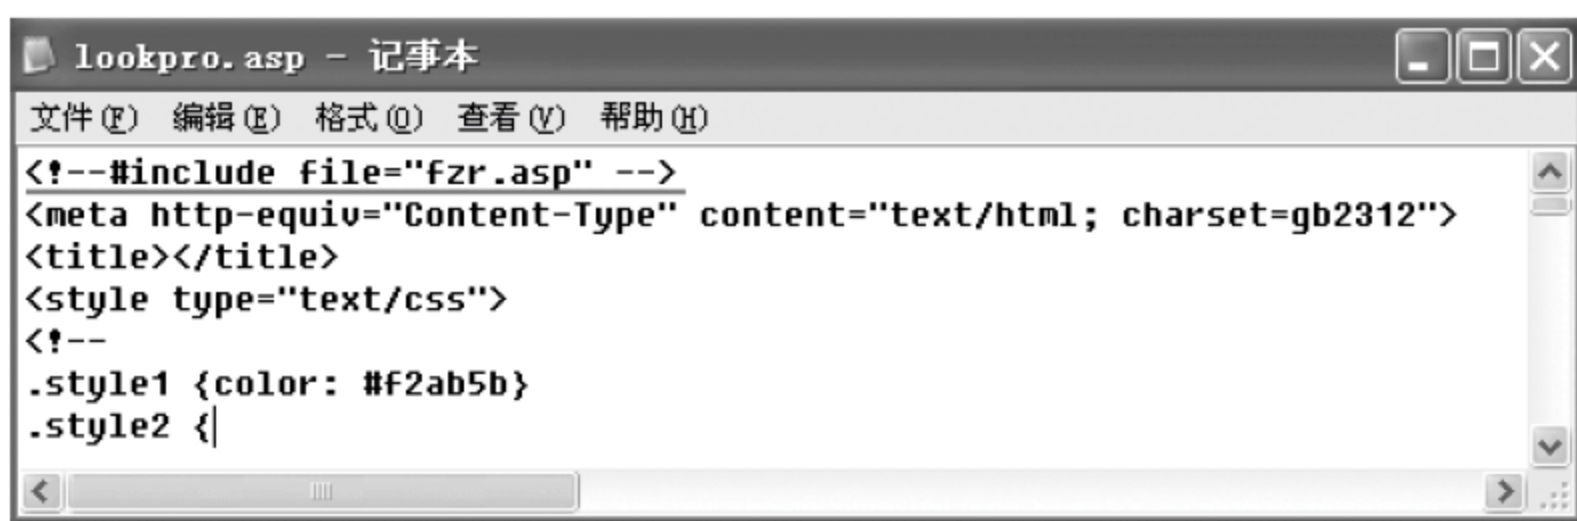 lookpro.asp - 记事本
文件(F) 编辑(E) 格式(O) 查看(V) 帮助(H)
<!--#include file="fzr.asp" -->
<meta http-equiv="Content-Type" content="text/html; charset=gb2312">
<title></title>
<style type="text/css">
<!--
.style1 {color: #f2ab5b}
.style2 {